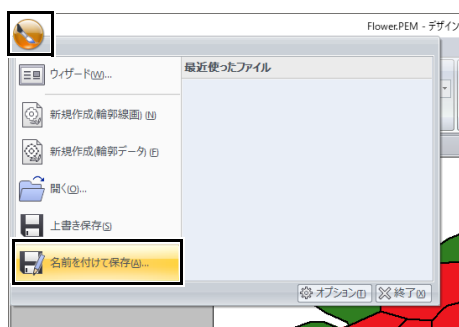 Flower.PEM - デザイン
最近使ったファイル
ウィザード(W)...
新規作成(輪郭線画) (N)
新規作成(輪郭データ) (F)
開く(O)...
上書き保存(S)
名前を付けて保存(A)...
オプション(T) 終了(X)